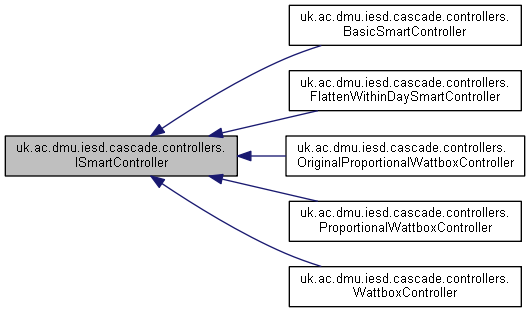 uk.ac.dmu.iesd.cascade.controllers.
BasicSmartController
uk.ac.dmu.iesd.cascade.controllers.
FlattenWithinDaySmartController
uk.ac.dmu.iesd.cascade.controllers.
ISmartController
uk.ac.dmu.iesd.cascade.controllers.
OriginalProportionalWattboxController
uk.ac.dmu.iesd.cascade.controllers.
ProportionalWattboxController
uk.ac.dmu.iesd.cascade.controllers.
WattboxController